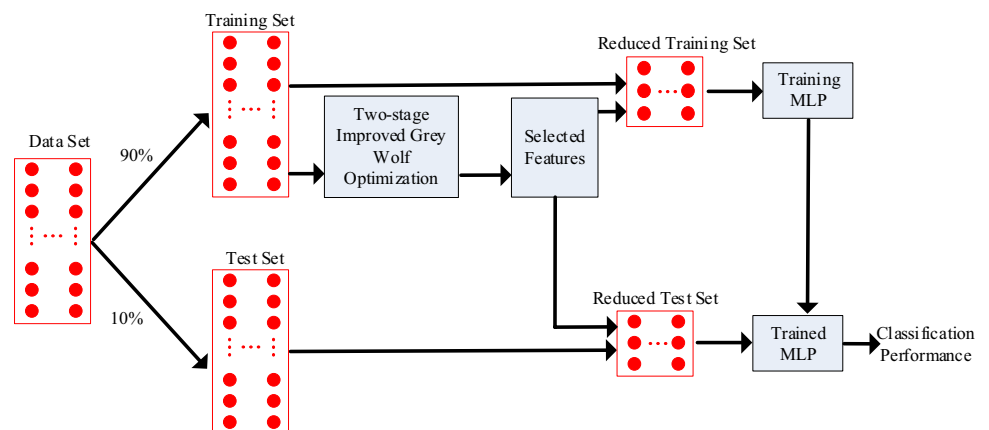 Training Set
Reduced Training Set
Training
MLP
Two-stage
Improved Grey
Wolf
Optimization
Selected
Features
Data Set
90%
10%
Test Set
Reduced Test Set
Trained
MLP
Classification
Performance